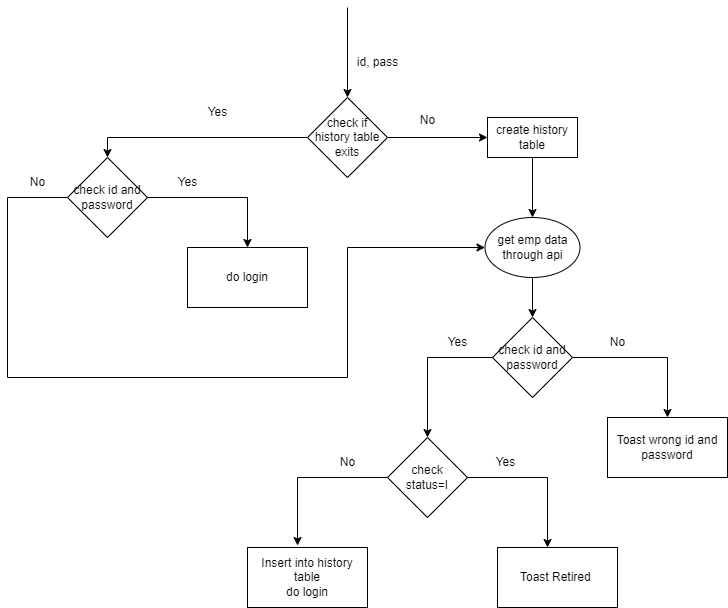 id, pass
Yes
No
check if
history table
exits
create history
table
No
Yes
check id and
password
do login
get emp data
through api
Yes
No
check id and
password
Toast wrong id and
password
No
Yes
check
status=I
Insert into history
table
do login
Toast Retired